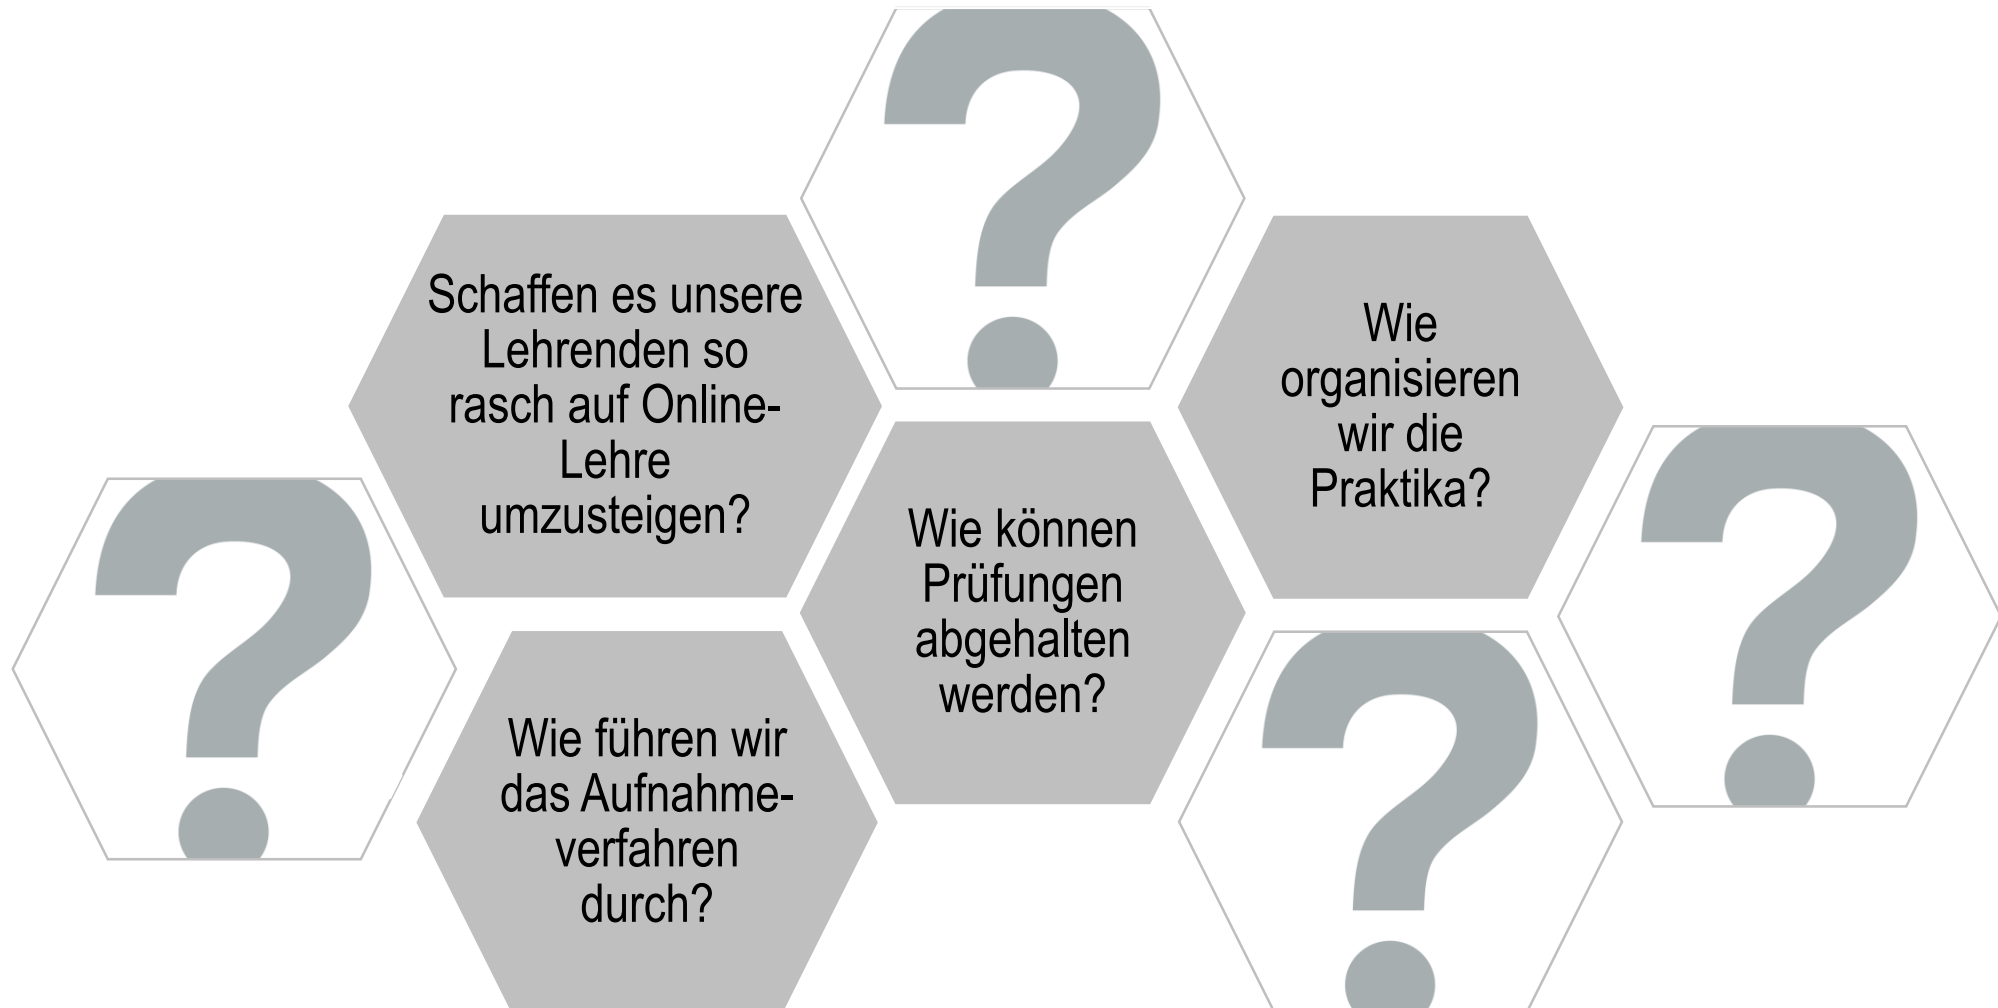 Schaffen es unsere
Lehrenden so
rasch auf Online-
Lehre
umzusteigen?
Wie
organisieren
wir die
Praktika?
Wie können
Prüfungen
abgehalten
werden?
Wie führen wir
das Aufnahme-
verfahren
durch?
?
?
?
?